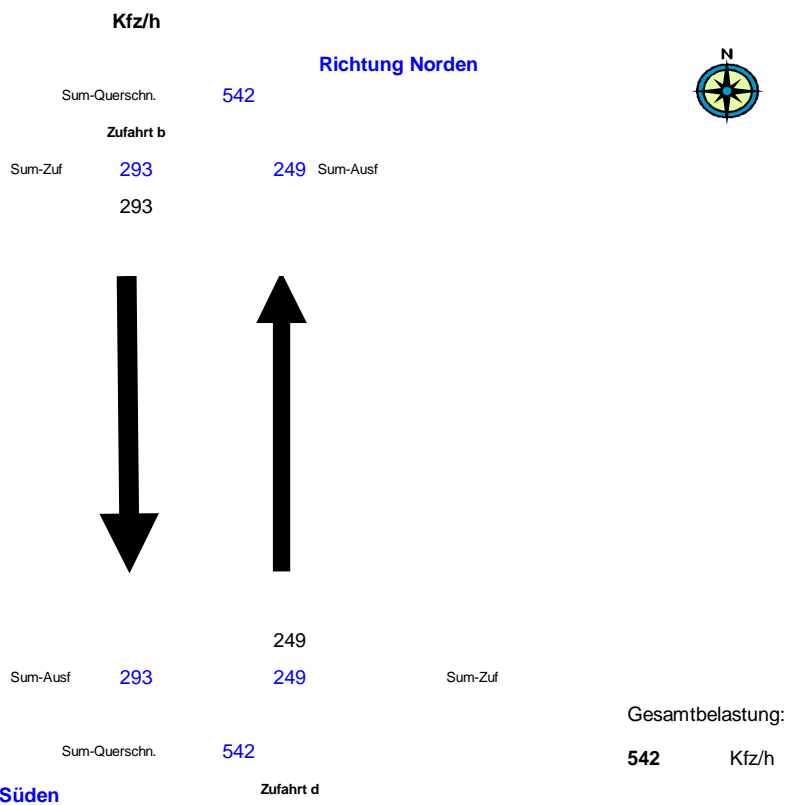 Kfz/h
Richtung Norden
N
Sum-Querschn. 542
Zufahrt b
Sum-Zuf 293 249 Sum-Ausf
293
249
Sum-Ausf 293 249 Sum-Zuf
Gesamtbelastung:
Sum-Querschn. 542
542 Kfz/h
Süden
Zufahrt d